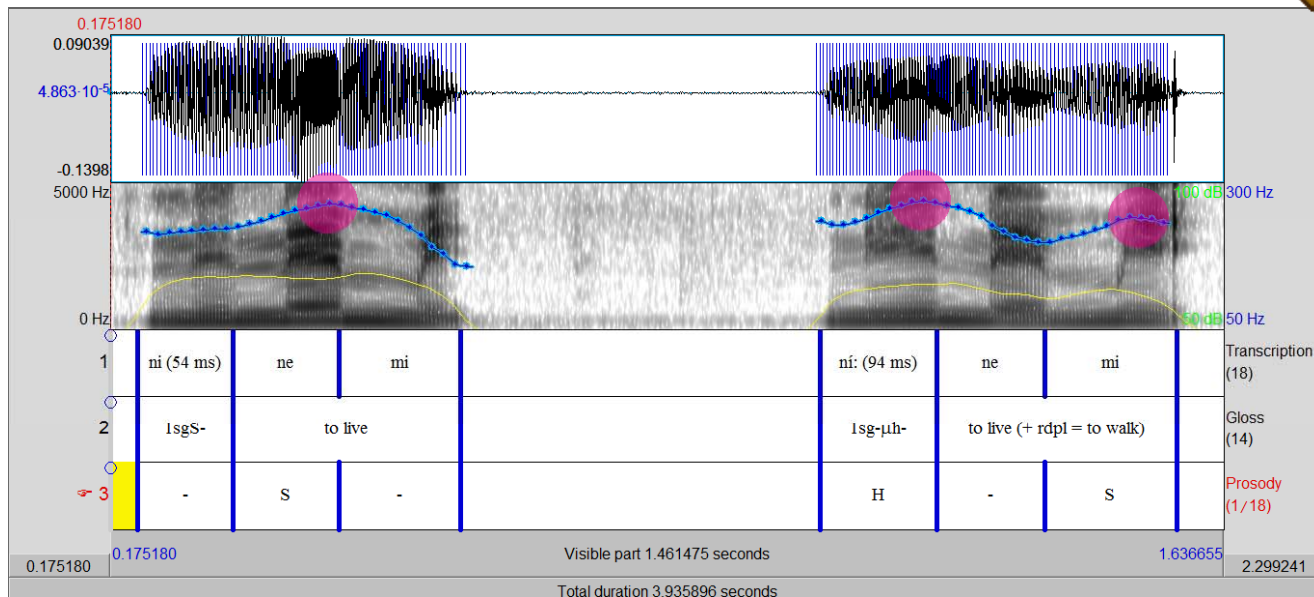 0.175180
0.09039
4.863·10-5
-0.1398
5000 Hz
100 dB 300 Hz
0 Hz
50 dB 50 Hz
1 ni (54 ms) ne mi ní: (94 ms) ne mi Transcription (18)
2 1sgS- to live 1sg-µh- to live (+ rdpl = to walk) Gloss (14)
☞ 3 - S - H - S Prosody (1/18)
0.175180 Visible part 1.461475 seconds 1.636655
0.175180 2.299241
Total duration 3.935896 seconds